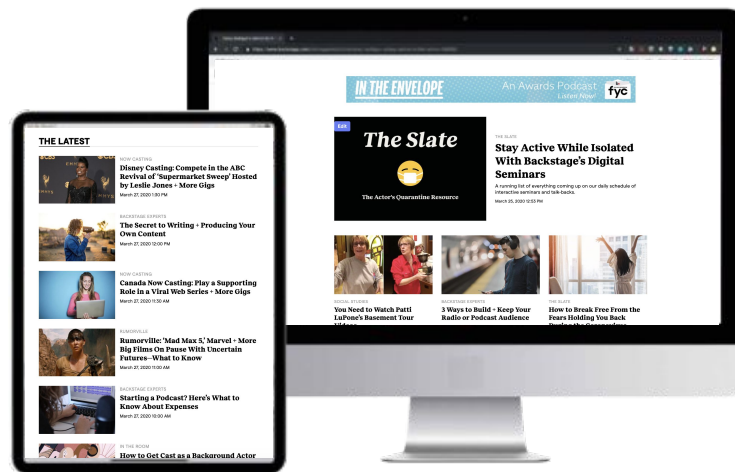 THE LATEST
NOW CASTING
Disney Casting: Compete in the ABC
Revival of 'Supermarket Sweep' Hosted
by Leslie Jones + More Gigs
March 27, 2020 1:30 PM
BACKSTAGE EXPERTS
The Secret to Writing + Producing Your
Own Content
March 27, 2020 12:00 PM
NOW CASTING
Canada Now Casting: Play a Supporting
Role in a Viral Web Series + More Gigs
March 27, 2020 11:30 AM
RUMORVILLE
Rumorville: 'Mad Max 5,' Marvel + More
Big Films On Pause With Uncertain
Futures—What to Know
March 27, 2020 11:00 AM
BACKSTAGE EXPERTS
Starting a Podcast? Here's What to
Know About Expenses
March 27, 2020 10:00 AM
IN THE ROOM
How to Get Cast as a Background Actor
IN THE ENVELOPE
An Awards Podcast
Listen Now!
fyc
Edit
The Slate
The Actor's Quarantine Resource
THE SLATE
Stay Active While Isolated
With Backstage's Digital
Seminars
A running list of everything coming up on our daily schedule of
interactive seminars and talk-backs.
March 25, 2020 12:53 PM
SOCIAL STUDIES
You Need to Watch Patti
LuPone's Basement Tour
Videos
BACKSTAGE EXPERTS
3 Ways to Build + Keep Your
Radio or Podcast Audience
THE SLATE
How to Break Free From the
Fears Holding You Back
During the Coronavirus